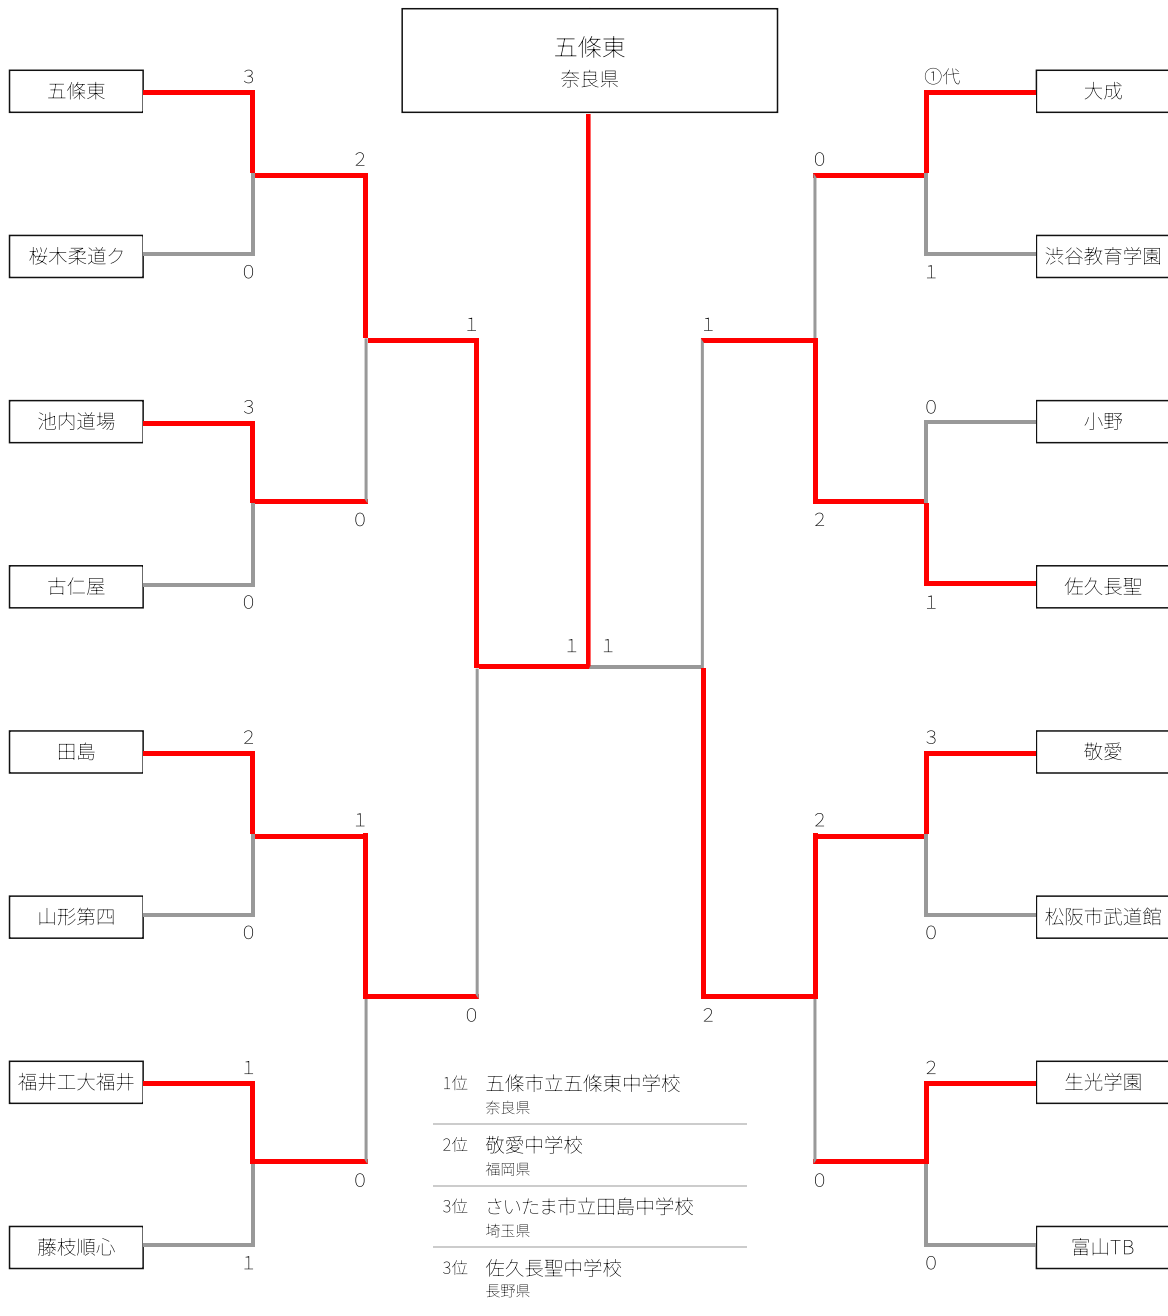 五條東
奈良県
五條東
3
桜木柔道ク
0
2
池内道場
3
古仁屋
0
0
1
田島
2
山形第四
0
1
福井工大福井
1
藤枝順心
1
0
0
1
1
①代
大成
0
渋谷教育学園
1
1
0
小野
2
佐久長聖
1
3
敬愛
2
松阪市武道館
0
2
2
生光学園
0
富山TB
0
1位 五條市立五條東中学校
奈良県
2位 敬愛中学校
福岡県
3位 さいたま市立田島中学校
埼玉県
3位 佐久長聖中学校
長野県